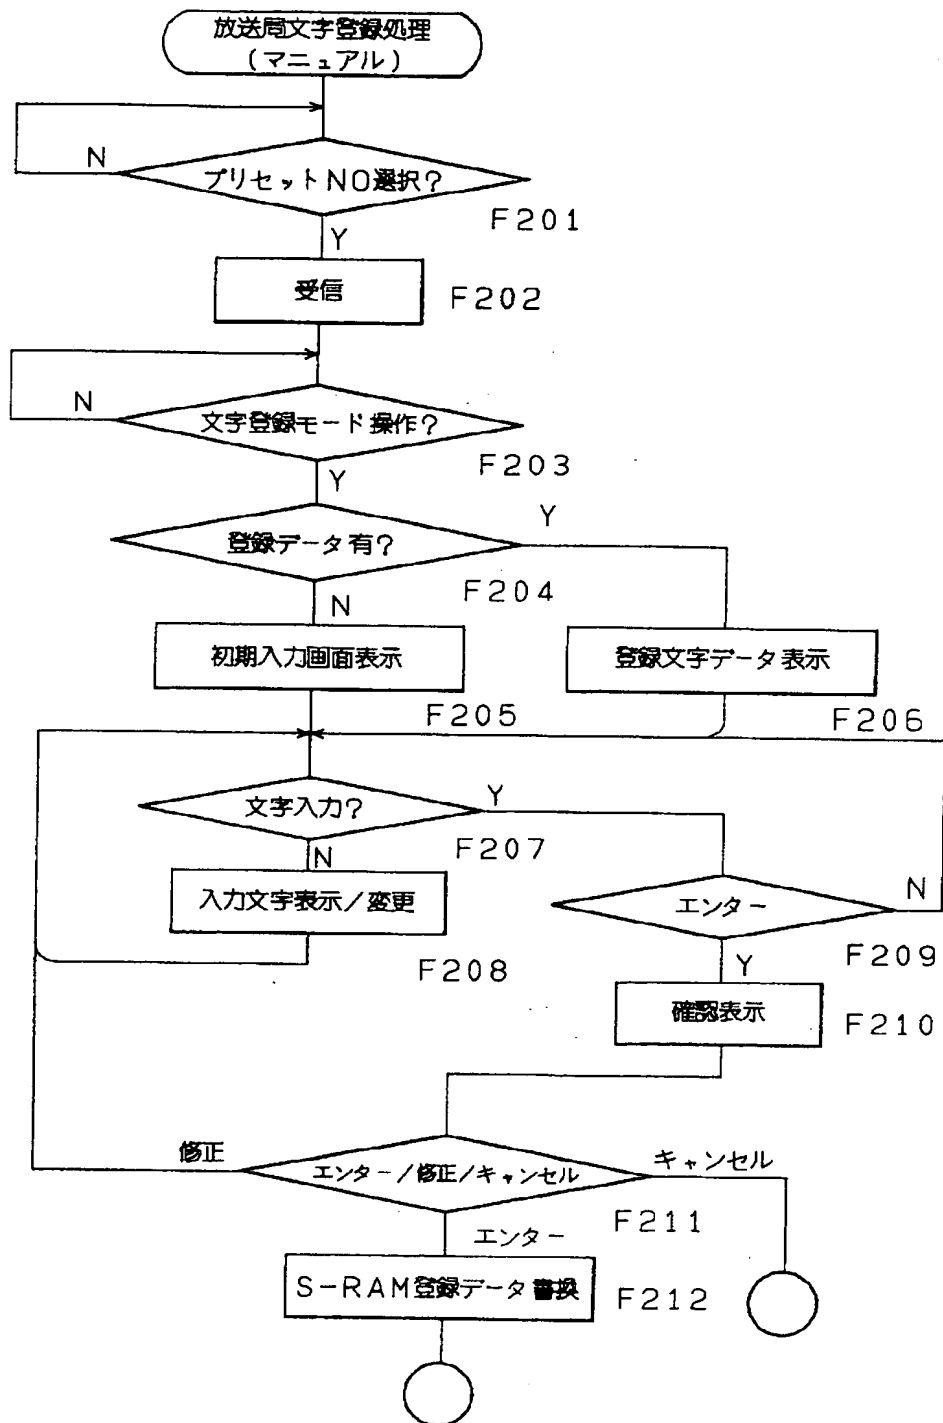 放送局文字登録処理
(マニュアル)
N
プリセットNO選択?
F201
Y
受信
F202
N
文字登録モード操作?
F203
Y
登録データ有?
Y
F204
N
初期入力画面表示
登録文字データ表示
F205
F206
文字入力?
Y
F207
N
入力文字表示/変更
エンター
N
F208
F209
Y
確認表示
F210
修正
エンター/修正/キャンセル
キャンセル
F211
エンター
S-RAM登録データ書換
F212